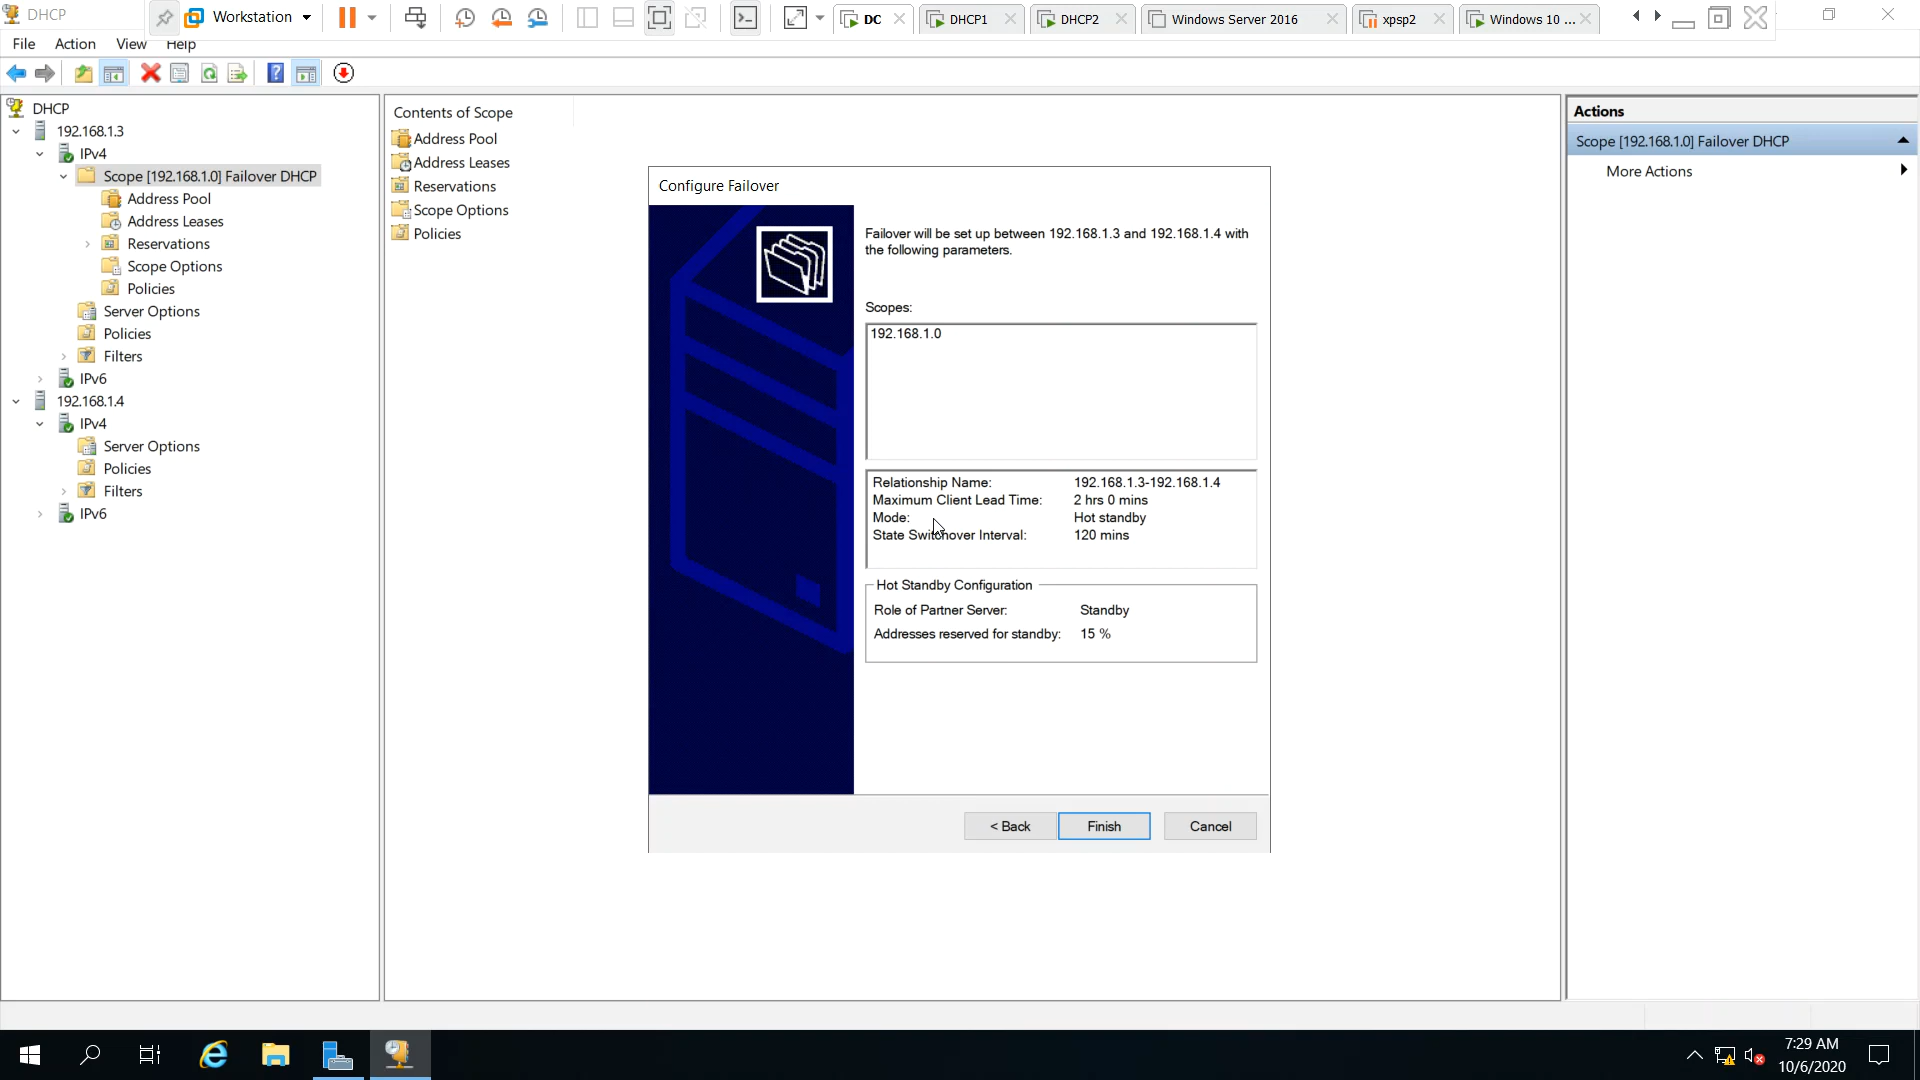 DHCP
Workstation
DC
DHCP1
DHCP2
Windows Server 2016
xpsp2
Windows 10 ...
File Action View Help
DHCP
192.168.1.3
IPv4
Scope [192.168.1.0] Failover DHCP
Address Pool
Address Leases
Reservations
Scope Options
Policies
Server Options
Policies
Filters
IPv6
192.168.1.4
IPv4
Server Options
Policies
Filters
IPv6
Contents of Scope
Address Pool
Address Leases
Reservations
Scope Options
Policies
Configure Failover
Failover will be set up between 192.168.1.3 and 192.168.1.4 with
the following parameters.
Scopes:
192.168.1.0
Relationship Name: 192.168.1.3-192.168.1.4
Maximum Client Lead Time: 2 hrs 0 mins
Mode: Hot standby
State Switchover Interval: 120 mins
Hot Standby Configuration
Role of Partner Server: Standby
Addresses reserved for standby: 15 %
< Back Finish Cancel
Actions
Scope [192.168.1.0] Failover DHCP
More Actions
7:29 AM
10/6/2020